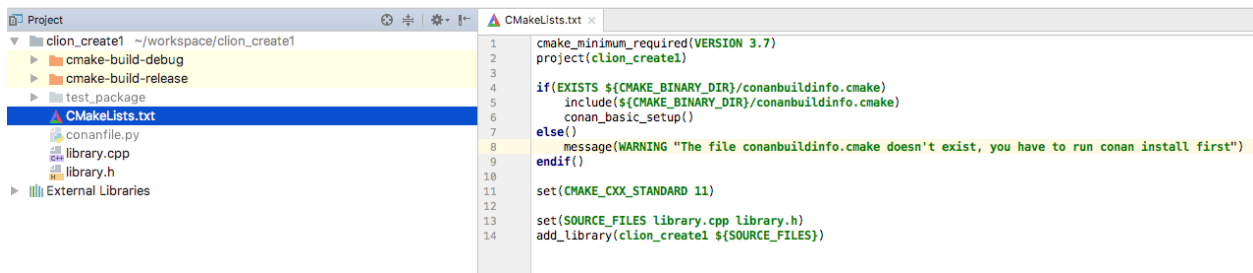 Project
clion_create1 ~/workspace/clion_create1
cmake-build-debug
cmake-build-release
test_package
CMakeLists.txt
conanfile.py
library.cpp
library.h
External Libraries
CMakeLists.txt
1 cmake_minimum_required(VERSION 3.7)
2 project(clion_create1)
3
4 if(EXISTS ${CMAKE_BINARY_DIR}/conanbuildinfo.cmake)
5 include(${CMAKE_BINARY_DIR}/conanbuildinfo.cmake)
6 conan_basic_setup()
7 else()
8 message(WARNING "The file conanbuildinfo.cmake doesn't exist, you have to run conan install first")
9 endif()
10
11 set(CMAKE_CXX_STANDARD 11)
12
13 set(SOURCE_FILES library.cpp library.h)
14 add_library(clion_create1 ${SOURCE_FILES})